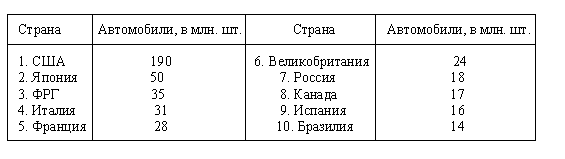 Страна Автомобили, в млн. шт. Страна Автомобили, в млн. шт.
1. США 190 6. Великобритания 24
2. Япония 50 7. Россия 18
3. ФРГ 35 8. Канада 17
4. Италия 31 9. Испания 16
5. Франция 28 10. Бразилия 14